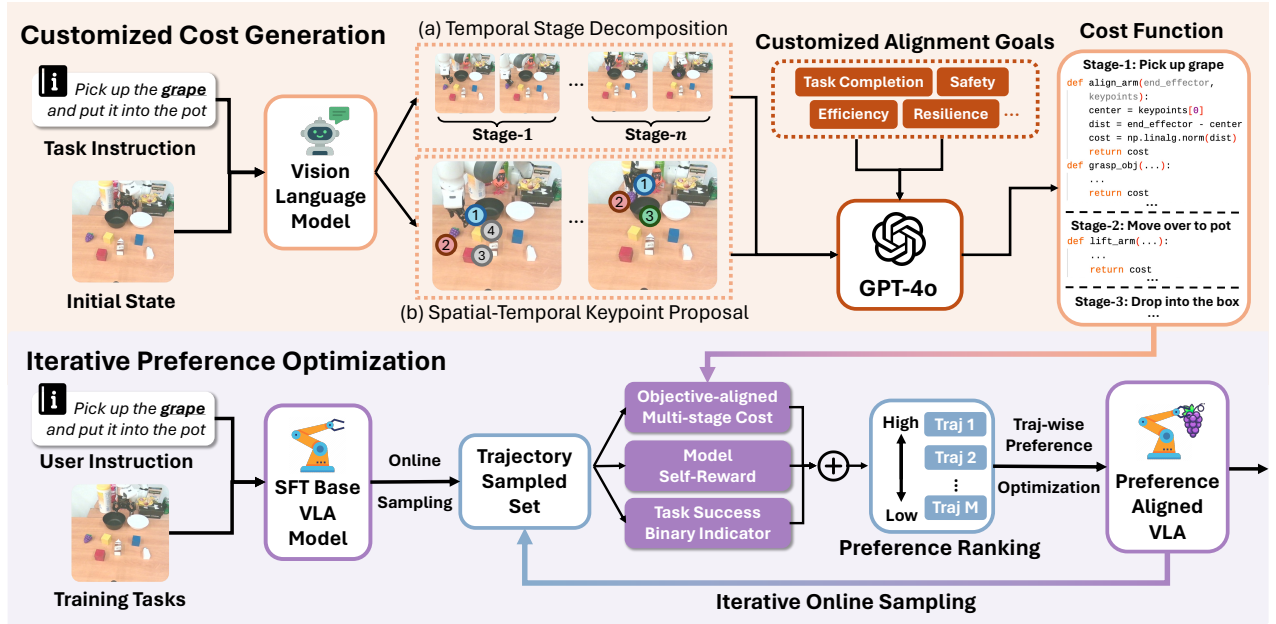 Customized Cost Generation
Pick up the grape
and put it into the pot
Task Instruction
Initial State
Vision
Language
Model
(a) Temporal Stage Decomposition
...
Stage-1
Stage-n
1
2
3
4
...
1
2
3
(b) Spatial-Temporal Keypoint Proposal
Customized Alignment Goals
Task Completion
Safety
Efficiency
Resilience
...
GPT-4o
Cost Function
Stage-1: Pick up grape
def align_arm(end_effector,
keypoints):
center = keypoints[0]
dist = end_effector - center
cost = np.linalg.norm(dist)
return cost
def grasp_obj(...):
...
return cost
...
Stage-2: Move over to pot
def lift_arm(...):
...
return cost
...
Stage-3: Drop into the box
...
Iterative Preference Optimization
Pick up the grape
and put it into the pot
User Instruction
Training Tasks
SFT Base
VLA
Model
Online
Sampling
Trajectory
Sampled
Set
Objective-aligned
Multi-stage Cost
Model
Self-Reward
Task Success
Binary Indicator
High
Low
Traj 1
Traj 2
⋮
Traj M
Preference Ranking
Traj-wise
Preference
Optimization
Preference
Aligned
VLA
Iterative Online Sampling